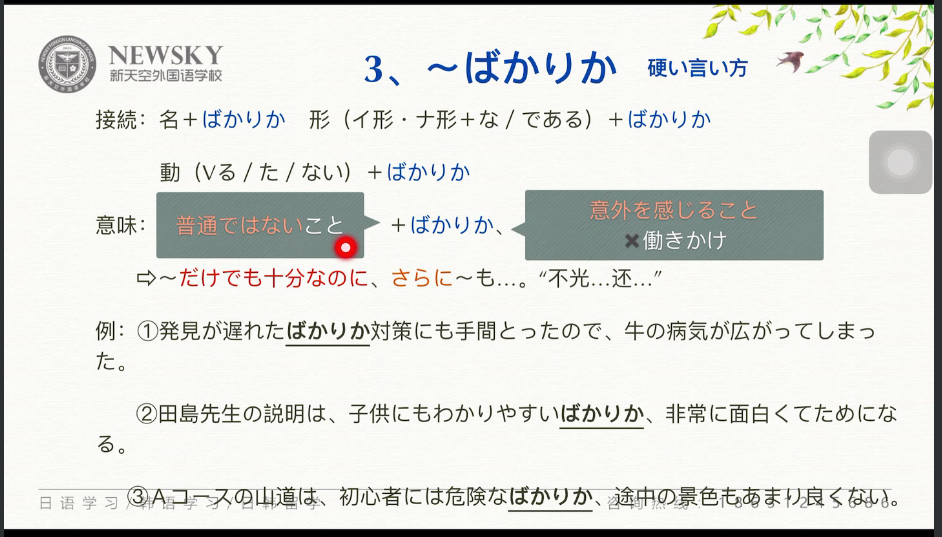 NEWSKY
新天空外国语学校
3、～ばかりか 硬い言い方
接続：名＋ばかりか 形（イ形・ナ形＋な / である）＋ばかりか
動（Vる / た / ない）＋ばかりか
意味：普通ではないこと ＋ばかりか、 意外を感じること
✖働きかけ
⇨～だけでも十分なのに、さらに～も…。“不光…还…”
例：①発見が遅れたばかりか対策にも手間とったので、牛の病気が広がってしまっ
た。
②田島先生の説明は、子供にもわかりやすいばかりか、非常に面白くてためにな
る。
③Aコースの山道は、初心者には危険なばかりか、途中の景色もあまり良くない。
日语学习/韩语学习/日韩留学